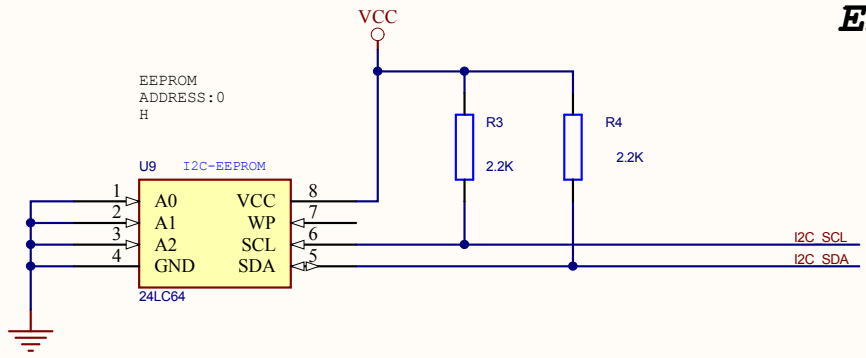 VCC
EEPROM
ADDRESS:0
H
R3
R4
2.2K
2.2K
U9
I2C-EEPROM
1
A0
VCC
8
2
A1
WP
7
3
A2
SCL
6
4
GND
SDA
5
I2C_SCL
I2C_SDA
24LC64